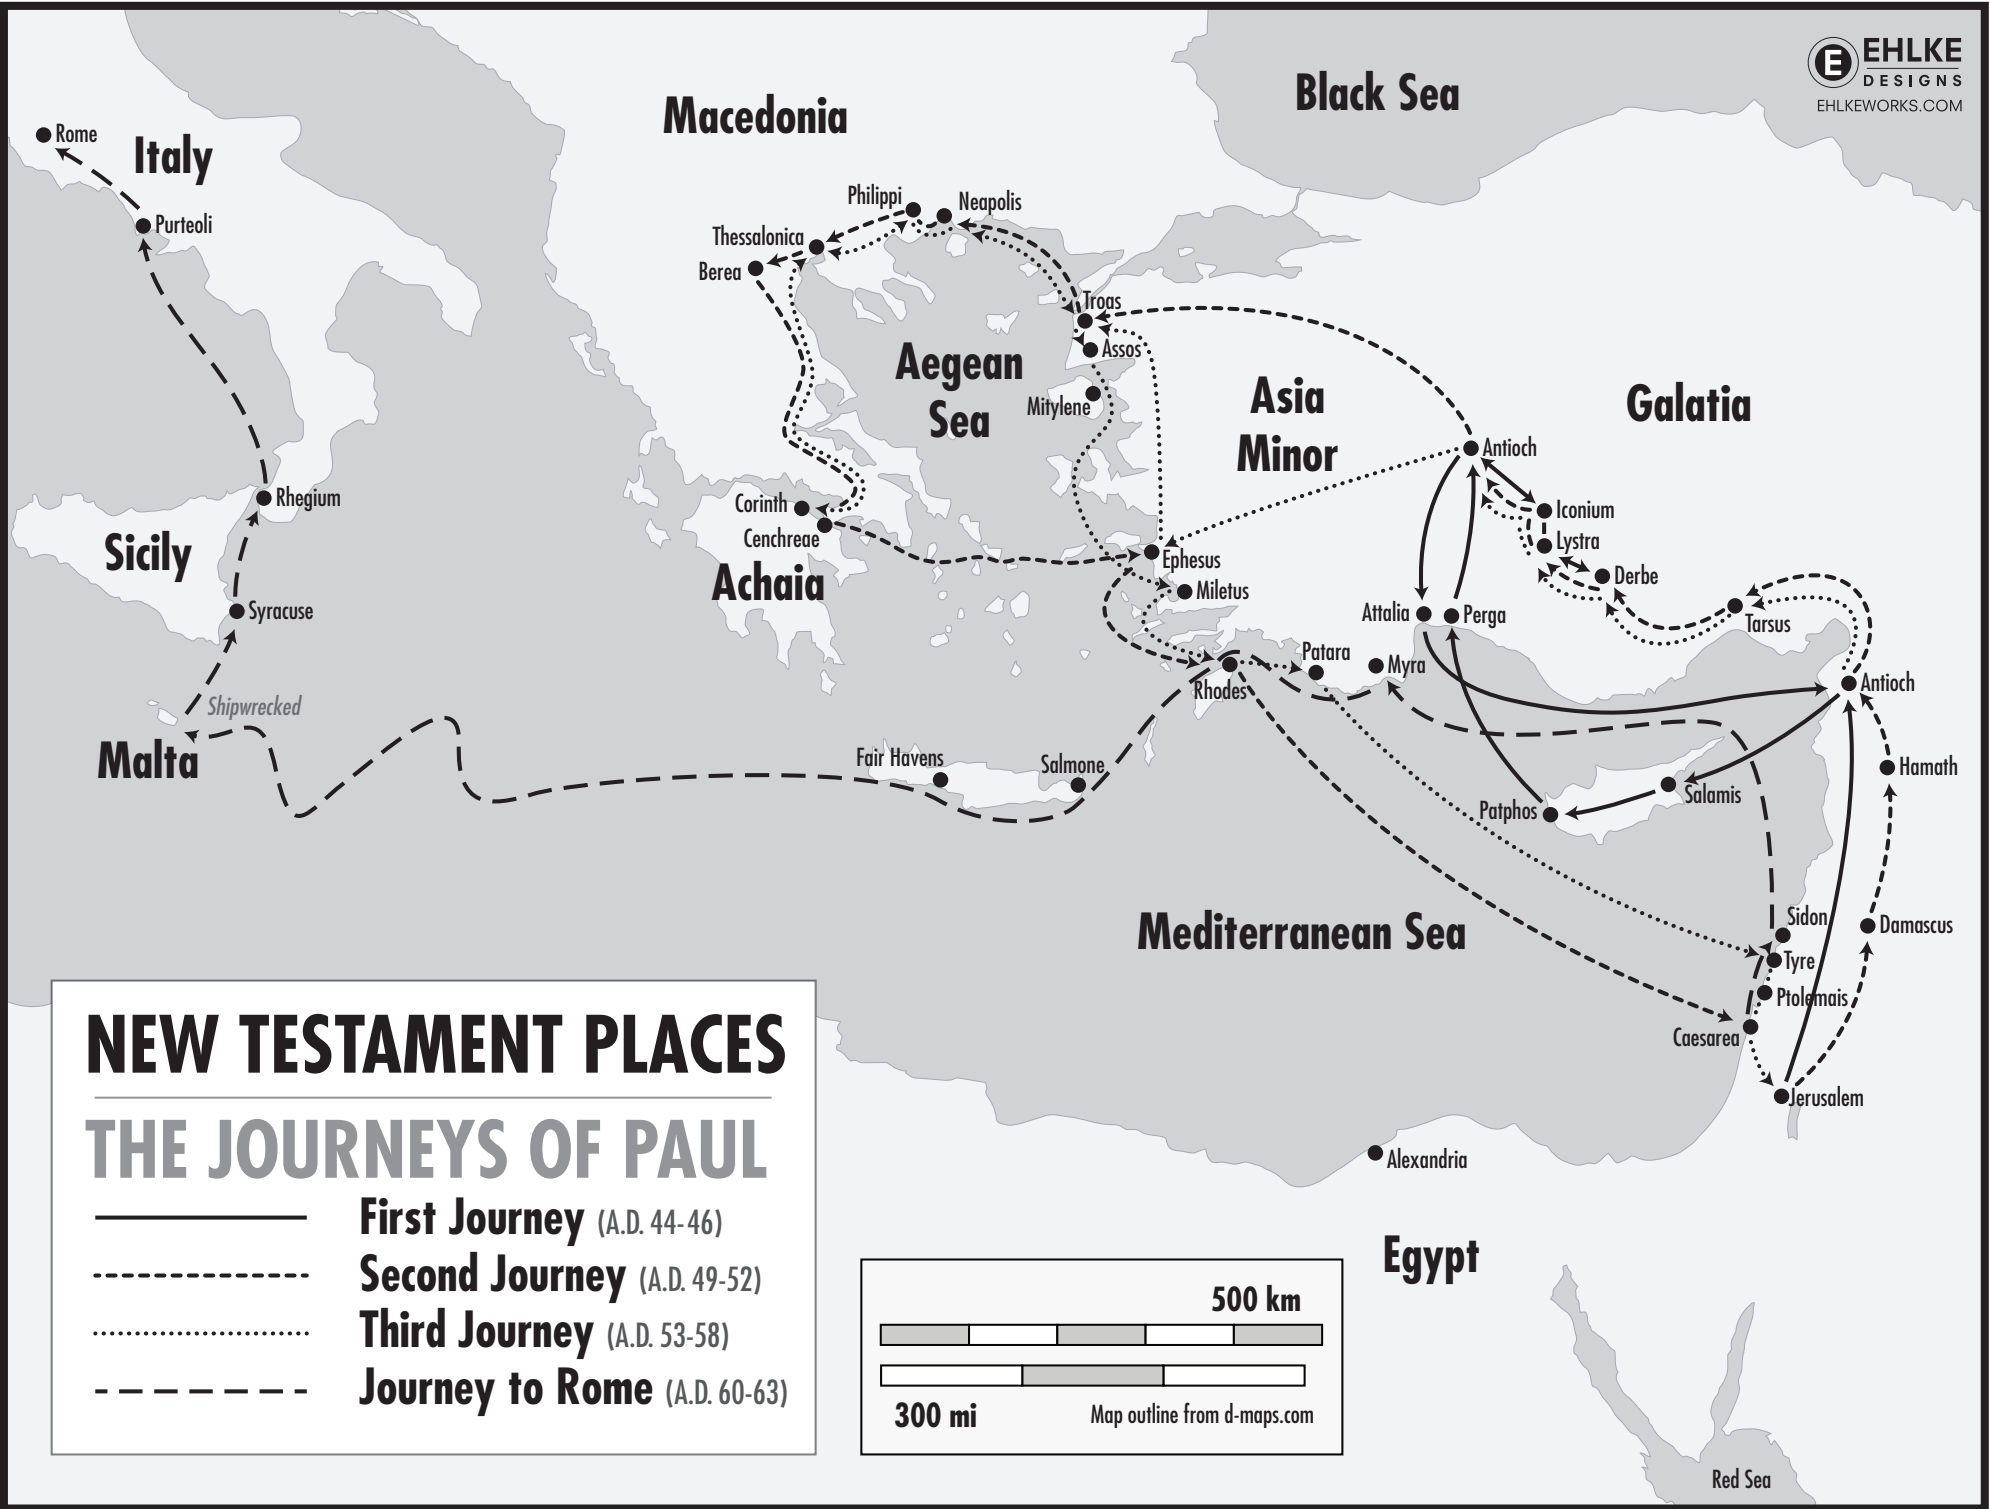 E EHLKE
DESIGNS
EHLKEWORKS.COM
Black Sea
Macedonia
Rome
Italy
Purteoli
Philippi
Neapolis
Thessalonica
Berea
Troas
Assos
Aegean
Sea
Mitylene
Asia
Minor
Galatia
Antioch
Iconium
Lystra
Derbe
Tarsus
Rhegium
Sicily
Syracuse
Corinth
Cenchreae
Achaia
Ephesus
Miletus
Attalia
Perga
Patara
Myra
Rhodes
Antioch
Shipwrecked
Malta
Fair Havens
Salmone
Hamath
Salamis
Patphos
Mediterranean Sea
Sidon
Damascus
Tyre
Ptolemais
Caesarea
Jerusalem
Alexandria
Egypt
Red Sea
NEW TESTAMENT PLACES
THE JOURNEYS OF PAUL
First Journey (A.D. 44-46)
Second Journey (A.D. 49-52)
Third Journey (A.D. 53-58)
Journey to Rome (A.D. 60-63)
500 km
300 mi
Map outline from d-maps.com